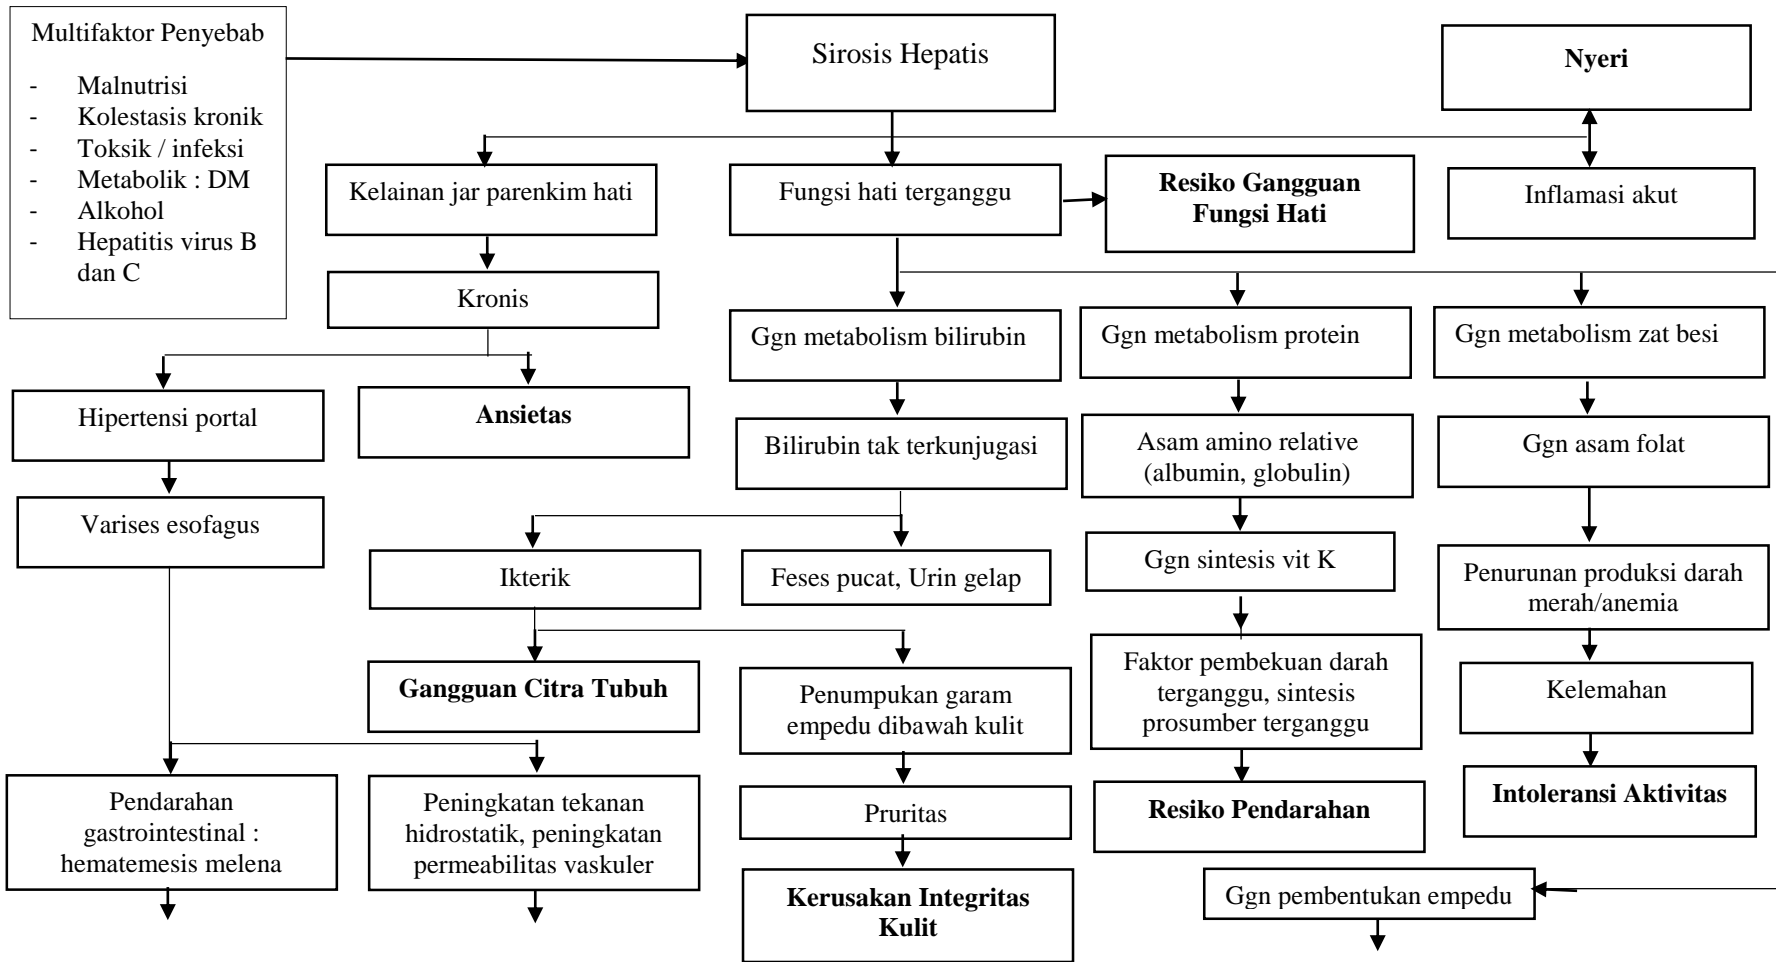 Multifaktor Penyebab
- Malnutrisi
- Kolestasis kronik
- Toksik / infeksi
- Metabolik : DM
- Alkohol
- Hepatitis virus B
dan C
Sirosis Hepatis
Nyeri
Kelainan jar parenkim hati
Fungsi hati terganggu
Resiko Gangguan
Fungsi Hati
Inflamasi akut
Kronis
Ggn metabolism bilirubin
Ggn metabolism protein
Ggn metabolism zat besi
Hipertensi portal
Ansietas
Bilirubin tak terkunjugasi
Asam amino relative
(albumin, globulin)
Ggn asam folat
Varises esofagus
Ikterik
Feses pucat, Urin gelap
Ggn sintesis vit K
Penurunan produksi darah
merah/anemia
Gangguan Citra Tubuh
Penumpukan garam
empedu dibawah kulit
Faktor pembekuan darah
terganggu, sintesis
prosumber terganggu
Kelemahan
Pendarahan
gastrointestinal :
hematemesis melena
Peningkatan tekanan
hidrostatik, peningkatan
permeabilitas vaskuler
Pruritas
Resiko Pendarahan
Intoleransi Aktivitas
Kerusakan Integritas
Kulit
Ggn pembentukan empedu